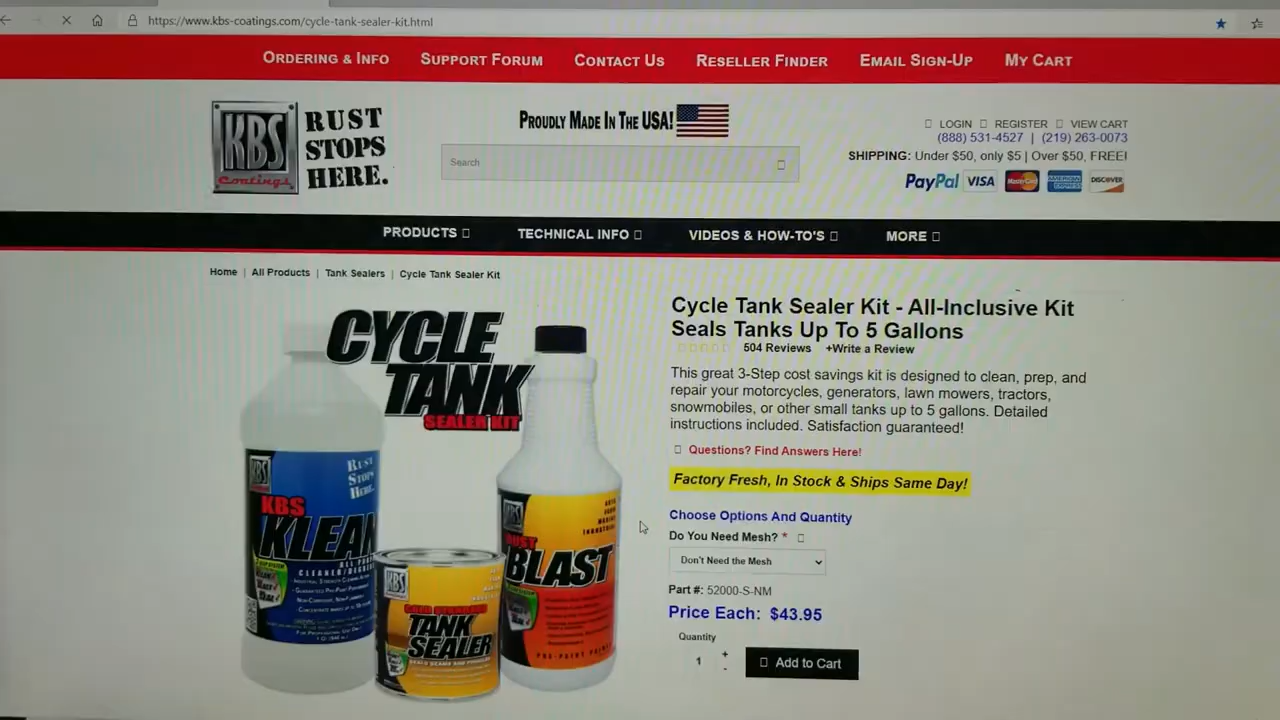 https://www.kbs-coatings.com/cycle-tank-sealer-kit.html
ORDERING & INFO SUPPORT FORUM CONTACT US RESELLER FINDER EMAIL SIGN-UP MY CART
KBS Coatings
RUST STOPS HERE.
PROUDLY MADE IN THE USA!
Search
LOGIN REGISTER VIEW CART
(888) 531-4527 | (219) 263-0073
SHIPPING: Under $50, only $5 | Over $50, FREE!
PayPal VISA MasterCard AMERICAN EXPRESS DISCOVER
PRODUCTS TECHNICAL INFO VIDEOS & HOW-TO'S MORE
Home | All Products | Tank Sealers | Cycle Tank Sealer Kit
CYCLE
TANK
SEALER KIT
KBS
RUST
STOPS
HERE.
KBS
KLEAN
CLEANER/DEGREASER
KBS
GOLD STANDARD
TANK
SEALER
KBS
RUST
BLAST
Cycle Tank Sealer Kit - All-Inclusive Kit
Seals Tanks Up To 5 Gallons
504 Reviews +Write a Review
This great 3-Step cost savings kit is designed to clean, prep, and
repair your motorcycles, generators, lawn mowers, tractors,
snowmobiles, or other small tanks up to 5 gallons. Detailed
instructions included. Satisfaction guaranteed!
Questions? Find Answers Here!
Factory Fresh, In Stock & Ships Same Day!
Choose Options And Quantity
Do You Need Mesh? *
Don't Need the Mesh
Part #: 52000-S-NM
Price Each: $43.95
Quantity
1 + -
Add to Cart